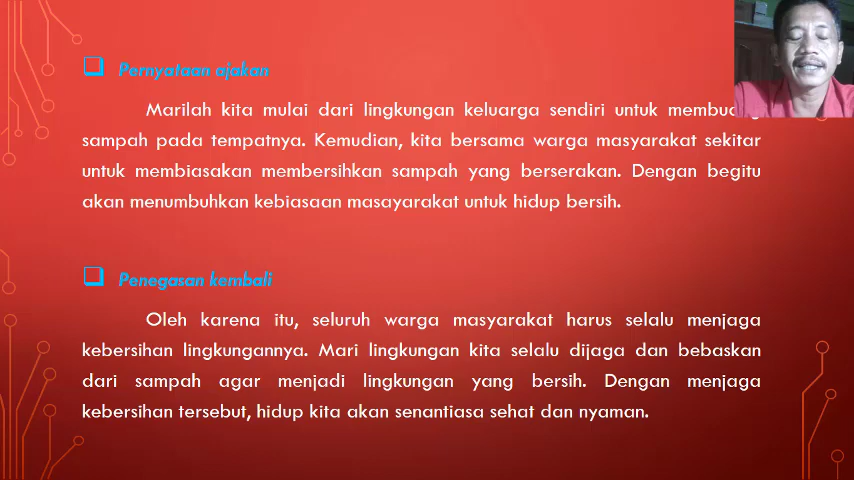 Pernyataan ajakan
Marilah kita mulai dari lingkungan keluarga sendiri untuk
sampah pada tempatnya. Kemudian, kita bersama warga masyarakat sekitar
untuk membiasakan membersihkan sampah yang berserakan. Dengan begitu
akan menumbuhkan kebiasaan masayarakat untuk hidup bersih.
Penegasan kembali
Oleh karena itu, seluruh warga masyarakat harus selalu menjaga
kebersihan lingkungannya. Mari lingkungan kita selalu dijaga dan bebaskan
dari sampah agar menjadi lingkungan yang bersih. Dengan menjaga
kebersihan tersebut, hidup kita akan senantiasa sehat dan nyaman.